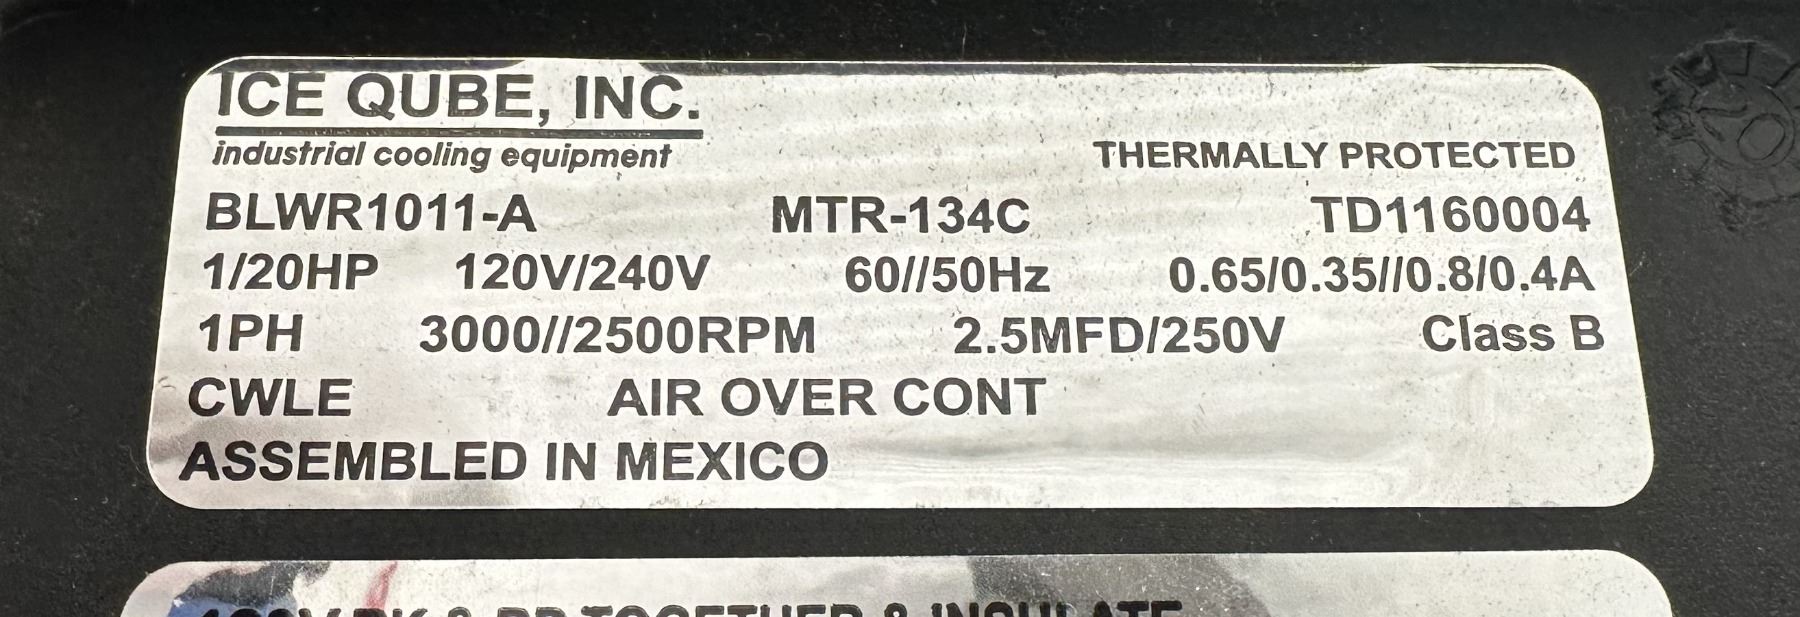 ICE QUBE, INC.
industrial cooling equipment
THERMALLY PROTECTED
BLWR1011-A MTR-134C TD1160004
1/20HP 120V/240V 60//50Hz 0.65/0.35//0.8/0.4A
1PH 3000//2500RPM 2.5MFD/250V Class B
CWLE AIR OVER CONT
ASSEMBLED IN MEXICO
TOGETHER & INSULATE